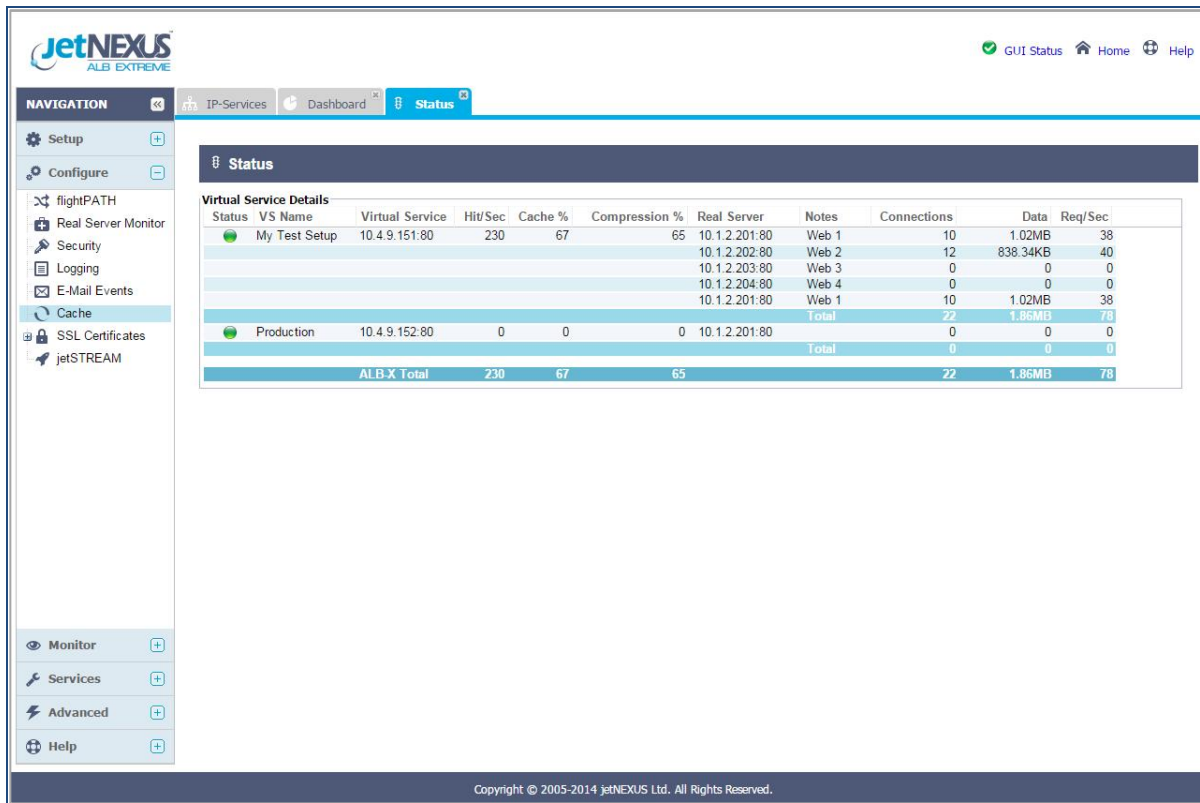 jetNEXUS
ALB EXTREME
GUI Status Home Help
NAVIGATION
IP-Services Dashboard Status
Setup
Configure
flightPATH
Real Server Monitor
Security
Logging
E-Mail Events
Cache
SSL Certificates
jetSTREAM
Monitor
Services
Advanced
Help
Status
Virtual Service Details
Status VS Name Virtual Service Hit/Sec Cache % Compression % Real Server Notes Connections Data Req/Sec
My Test Setup 10.4.9.151:80 230 67 65 10.1.2.201:80 Web 1 10 1.02MB 38
10.1.2.202:80 Web 2 12 838.34KB 40
10.1.2.203:80 Web 3 0 0 0
10.1.2.204:80 Web 4 0 0 0
10.1.2.201:80 Web 1 10 1.02MB 38
Total 22 1.86MB 78
Production 10.4.9.152:80 0 0 0 10.1.2.201:80 0 0 0
Total 0 0 0
ALB-X Total 230 67 65 22 1.86MB 78
Copyright © 2005-2014 jetNEXUS Ltd. All Rights Reserved.